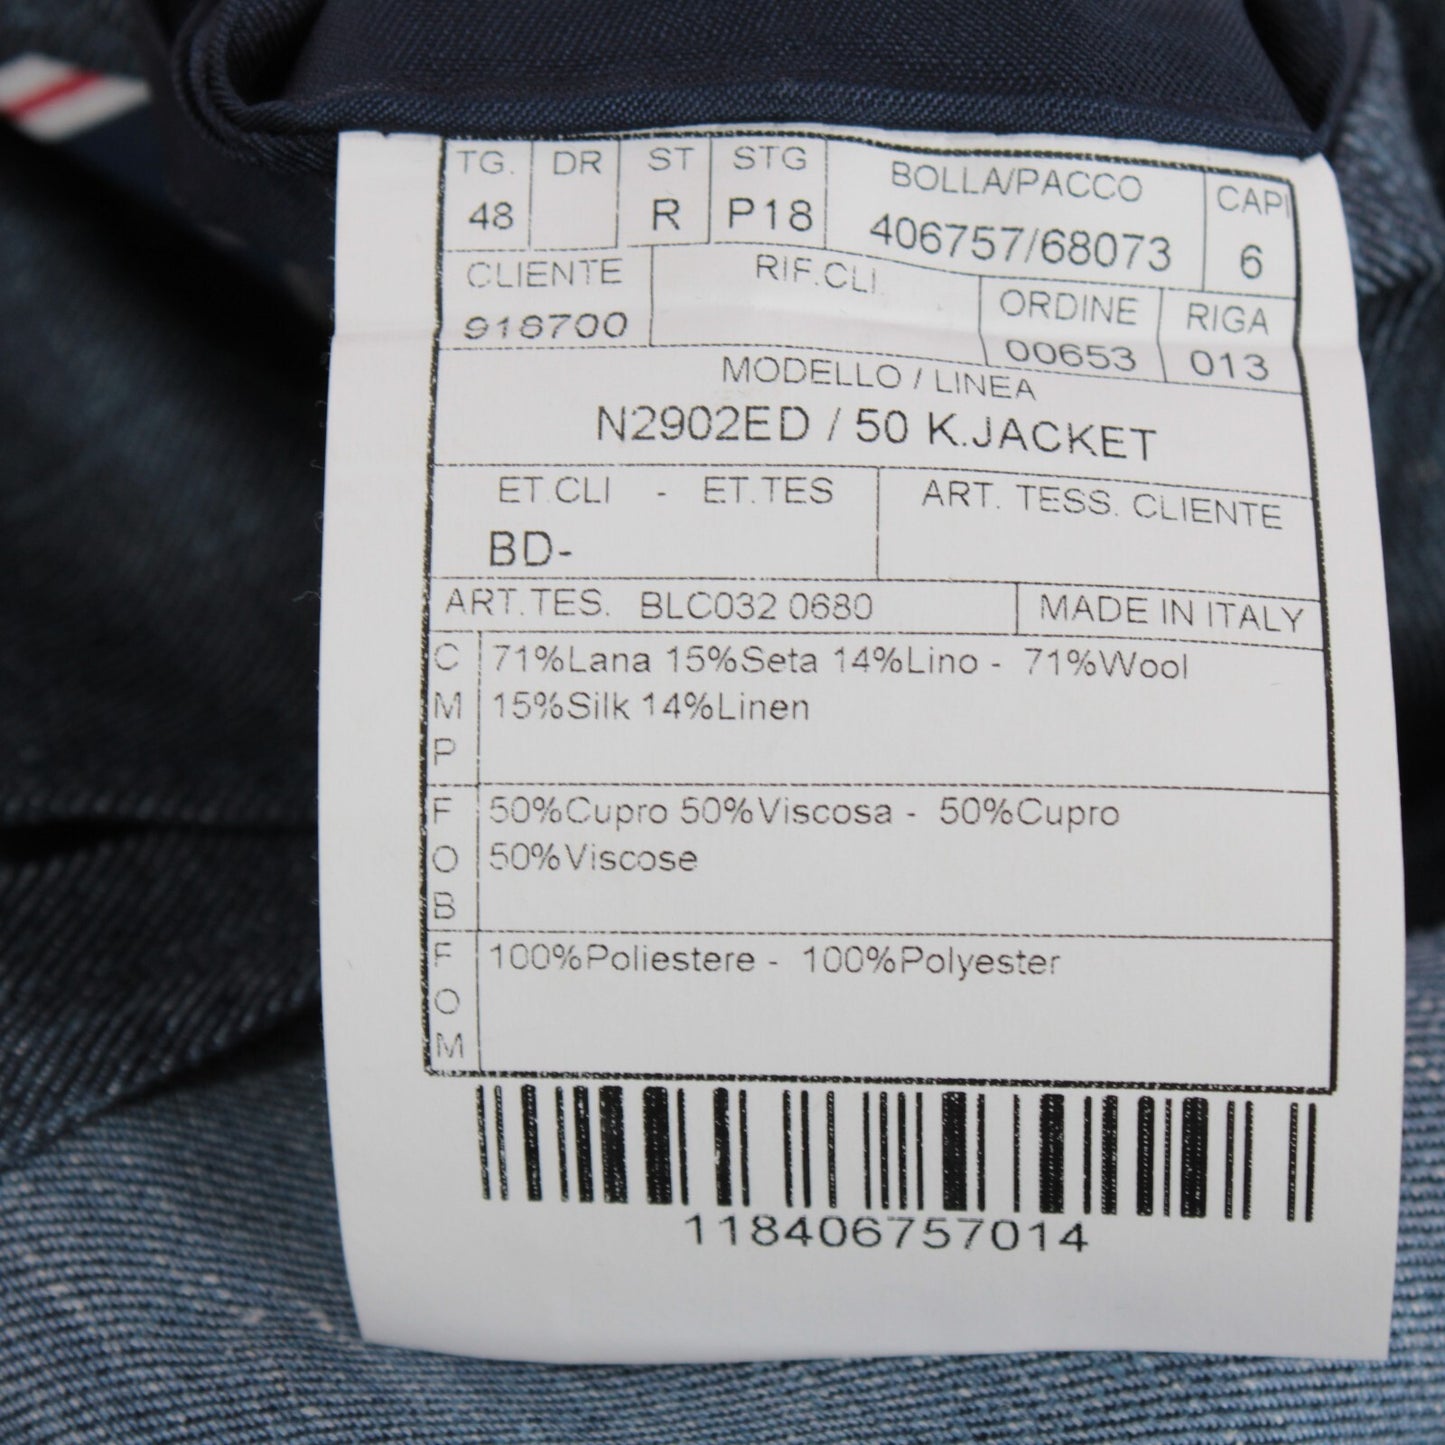 TG. DR ST STG BOLLA/PACCO CAPI
48 R P18 406757/68073 6
CLIENTE RIF.CLI. ORDINE RIGA
916700 00653 013
MODELLO / LINEA
N2902ED / 50 K.JACKET
ET.CLI - ET.TES ART. TESS. CLIENTE
BD-
ART.TES. BLC032 0680 MADE IN ITALY
C 71%Lana 15%Seta 14%Lino - 71%Wool
M 15%Silk 14%Linen
P
F 50%Cupro 50%Viscosa - 50%Cupro
O 50%Viscose
B
F 100%Poliestere - 100%Polyester
O
M
118406757014